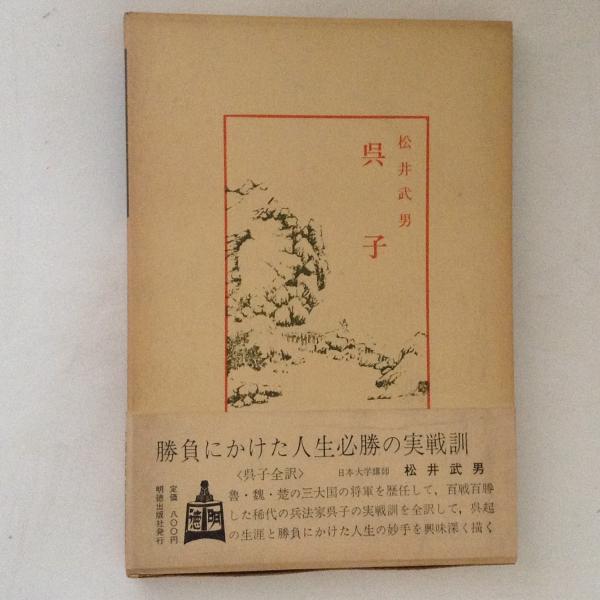 松井武男
呉子
勝負にかけた人生必勝の実戦訓
〈呉子全訳〉 日本大学講師 松井武男
魯・魏・楚の三大国の将軍を歴任して，百戦百勝
した稀代の兵法家呉子の実戦訓を全訳して，呉起
の生涯と勝負にかけた人生の妙手を興味深く描く
明徳
定価 八〇〇円
明徳出版社発行